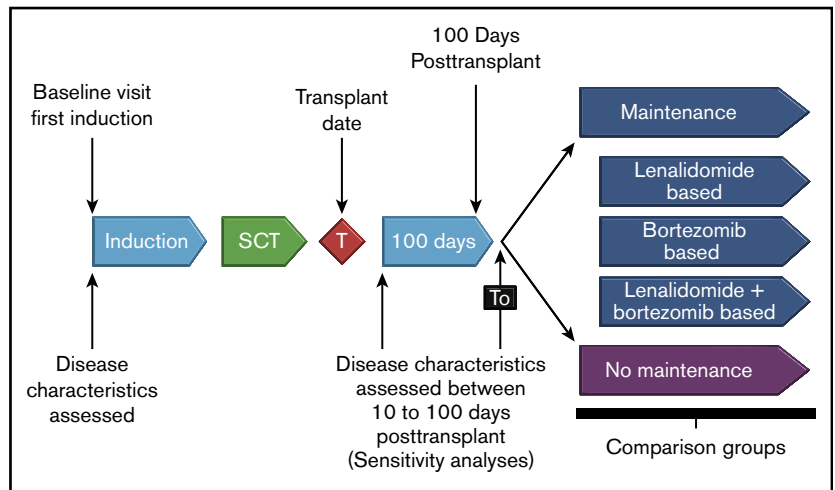 100 Days
Posttransplant
Baseline visit
first induction
Transplant
date
Maintenance
Lenalidomide
based
Induction
SCT
T
100 days
Bortezomib
based
To
Lenalidomide +
bortezomib based
Disease
characteristics
assessed
Disease characteristics
assessed between
10 to 100 days
posttransplant
(Sensitivity analyses)
No maintenance
Comparison groups